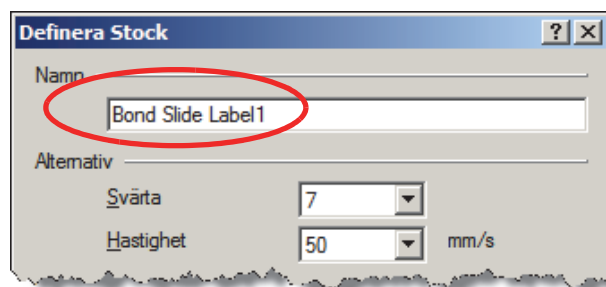 Definera Stock
Namn
Bond Slide Label1
Alternativ
Svärta 7
Hastighet 50 mm/s